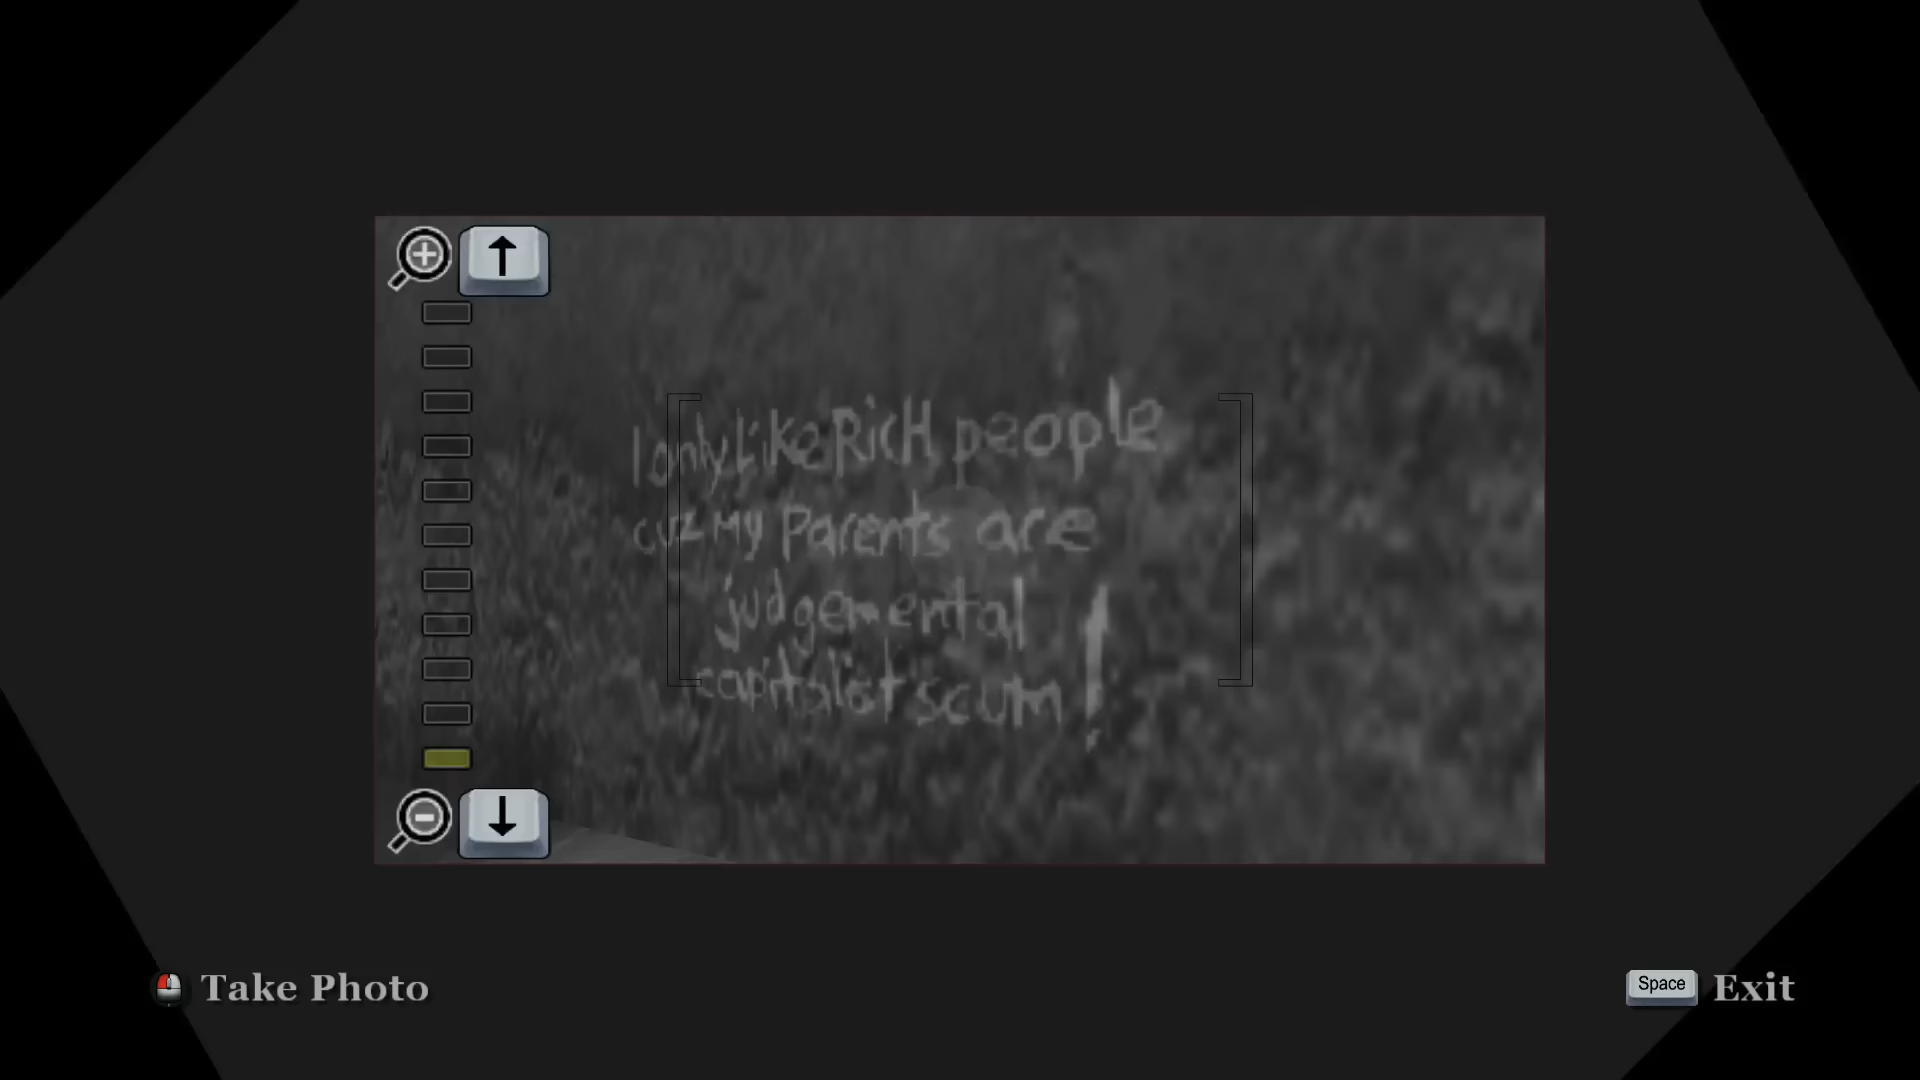 I only Like RicH people
cuz My Parents are
judgemental
capitalist scum!
Take Photo
Space Exit